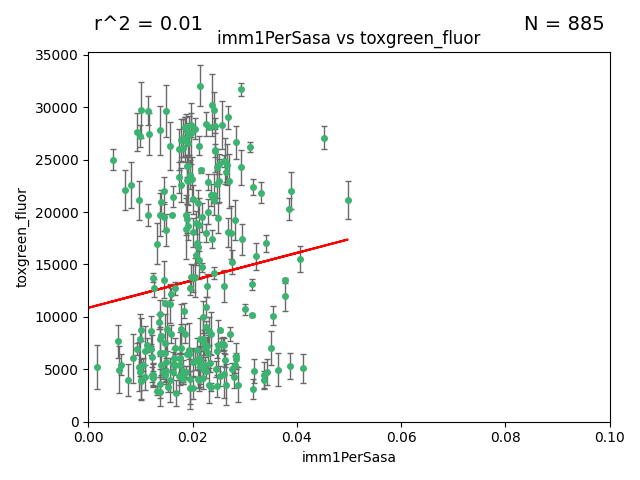 r^2 = 0.01
N = 885
imm1PerSasa vs toxgreen_fluor
35000
30000
25000
20000
15000
10000
5000
0
toxgreen_fluor
0.00
0.02
0.04
0.06
0.08
0.10
imm1PerSasa